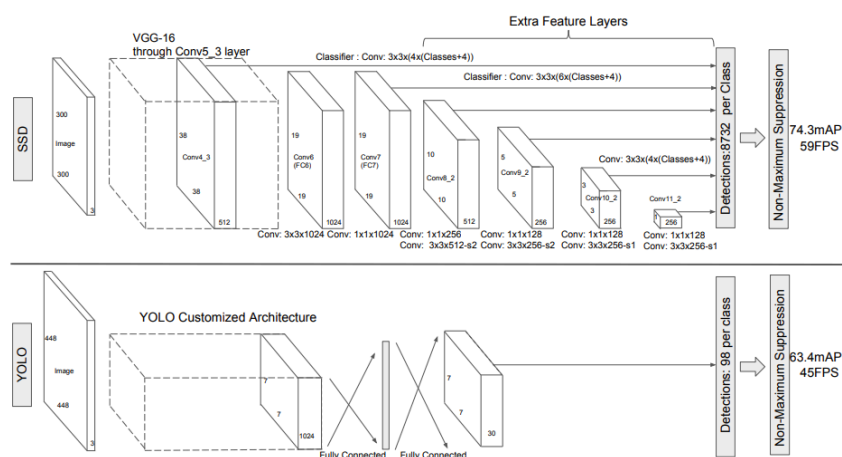 Extra Feature Layers
VGG-16
through Conv5_3 layer
Classifier : Conv: 3x3x(4x(Classes+4))
Classifier : Conv: 3x3x(6x(Classes+4))
SSD
300
Image
300
3
38
Conv4_3
38
512
19
Conv6
(FC6)
19
1024
19
Conv7
(FC7)
19
1024
10
Conv8_2
10
512
5
Conv9_2
5
256
Conv: 3x3x(4x(Classes+4))
3
Conv10_2
3
256
Conv11_2
1
256
Conv: 3x3x1024
Conv: 1x1x1024
Conv: 1x1x256
Conv: 3x3x512-s2
Conv: 1x1x128
Conv: 3x3x256-s2
Conv: 1x1x128
Conv: 3x3x256-s1
Conv: 1x1x128
Conv: 3x3x256-s1
Detections:8732 per Class
Non-Maximum Suppression
74.3mAP
59FPS
YOLO
448
Image
448
3
YOLO Customized Architecture
7
7
1024
Fully Connected
Fully Connected
7
7
30
Detections: 98 per class
Non-Maximum Suppression
63.4mAP
45FPS